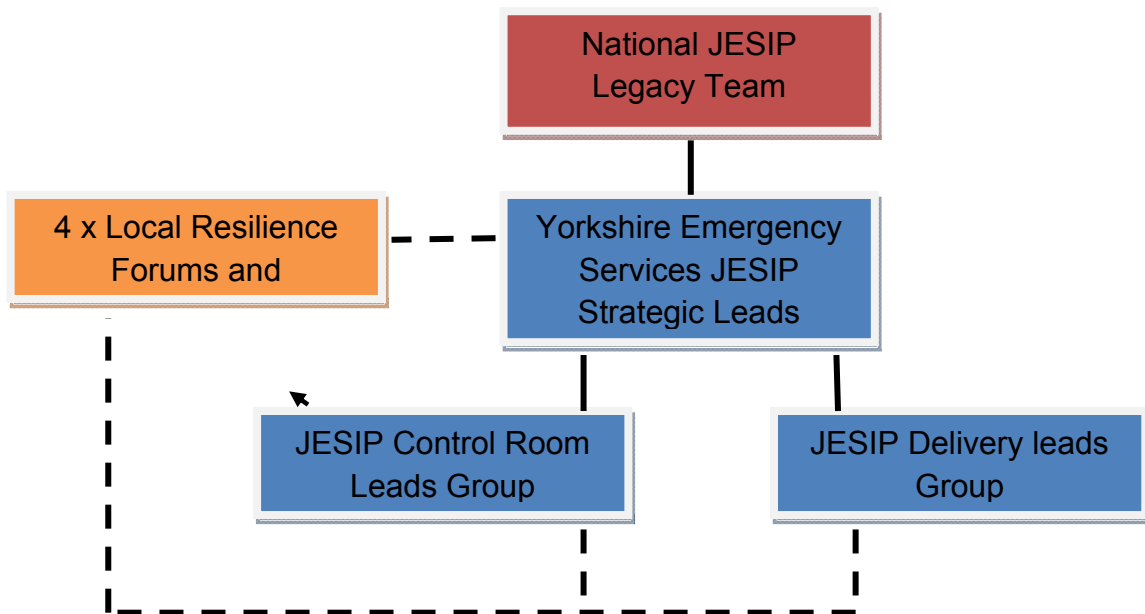 National JESIP
Legacy Team
4 x Local Resilience
Forums and
Yorkshire Emergency
Services JESIP
Strategic Leads
JESIP Control Room
Leads Group
JESIP Delivery leads
Group